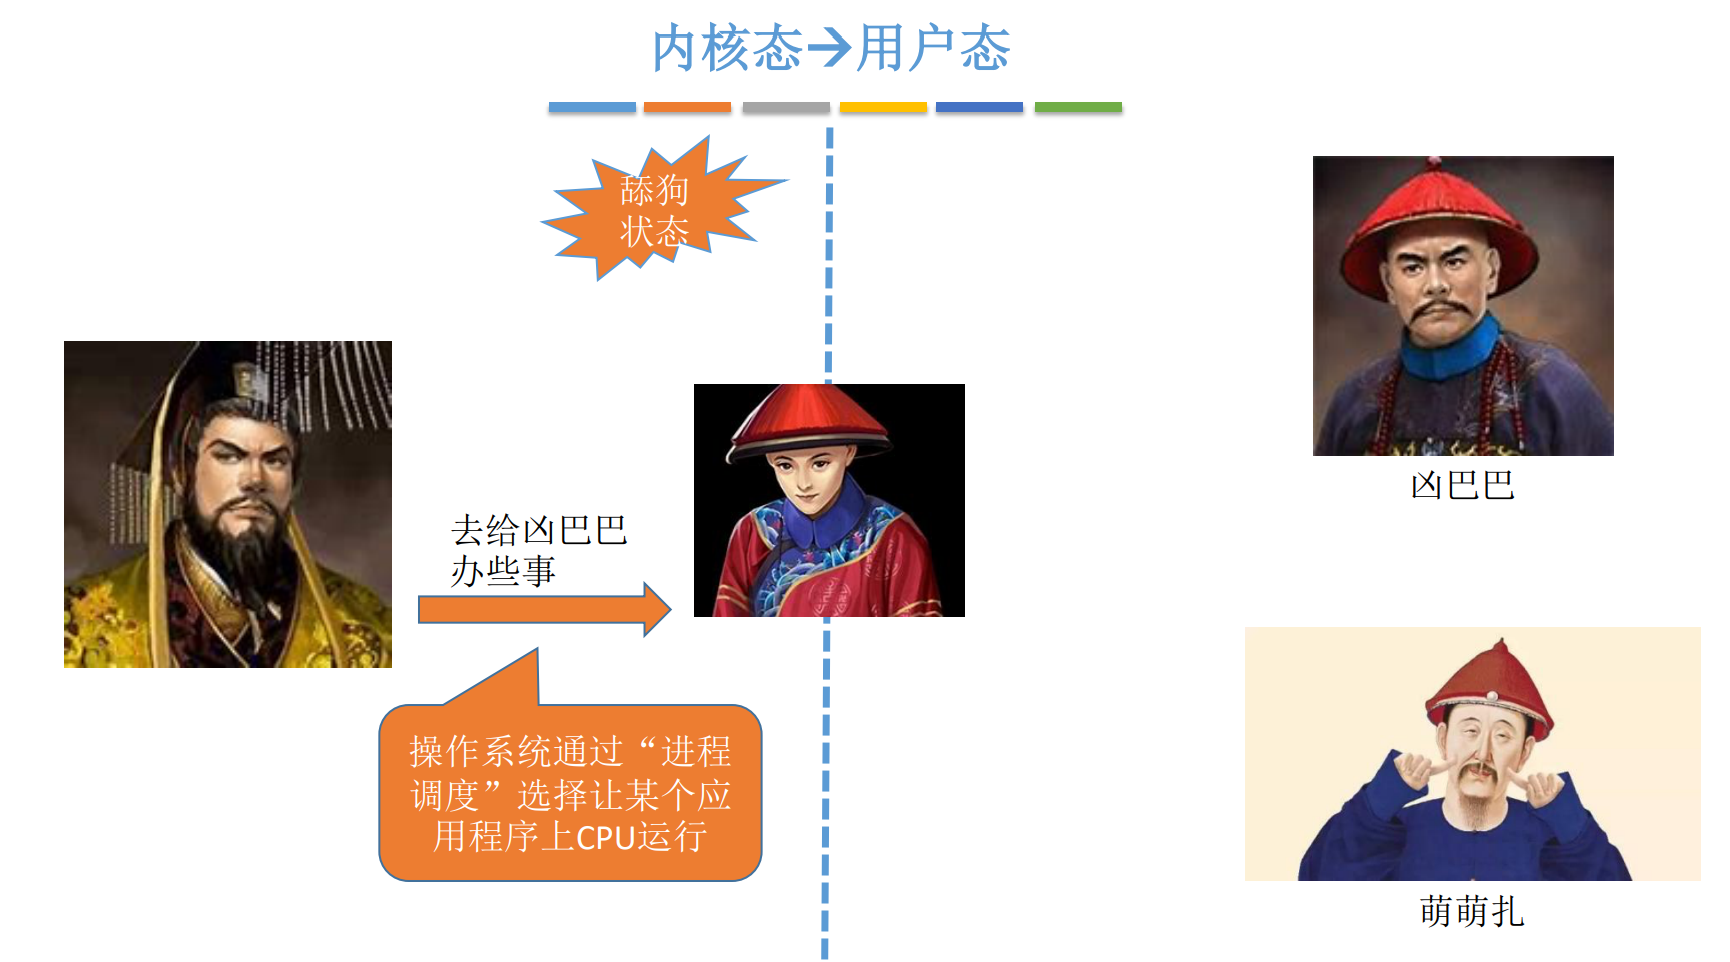 内核态→用户态
舔狗
状态
凶巴巴
去给凶巴巴
办些事
操作系统通过“进程
调度”选择让某个应
用程序上CPU运行
萌萌扎